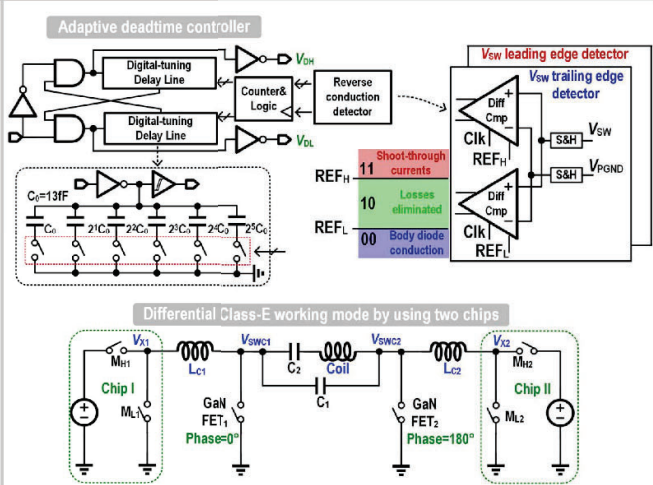 Adaptive deadtime controller
Digital-tuning
Delay Line
Digital-tuning
Delay Line
VDH
VDL
Counter&
Logic
Reverse
conduction
detector
C0=13fF
C0
2¹C0
2²C0
2³C0
2⁴C0
2⁵C0
VSW leading edge detector
VSW trailing edge
detector
Diff
Cmp
+
-
Clk
REFH
Diff
Cmp
+
-
Clk
REFL
S&H
VSW
S&H
VPGND
REFH
REFL
11
Shoot-through
currents
10
Losses
eliminated
00
Body diode
conduction
Differential Class-E working mode by using two chips
VX1
MH1
Chip I
ML1
LC1
VSWC1
GaN
FET1
Phase=0°
C2
Coil
C1
VSWC2
GaN
FET2
Phase=180°
LC2
VX2
MH2
Chip II
ML2